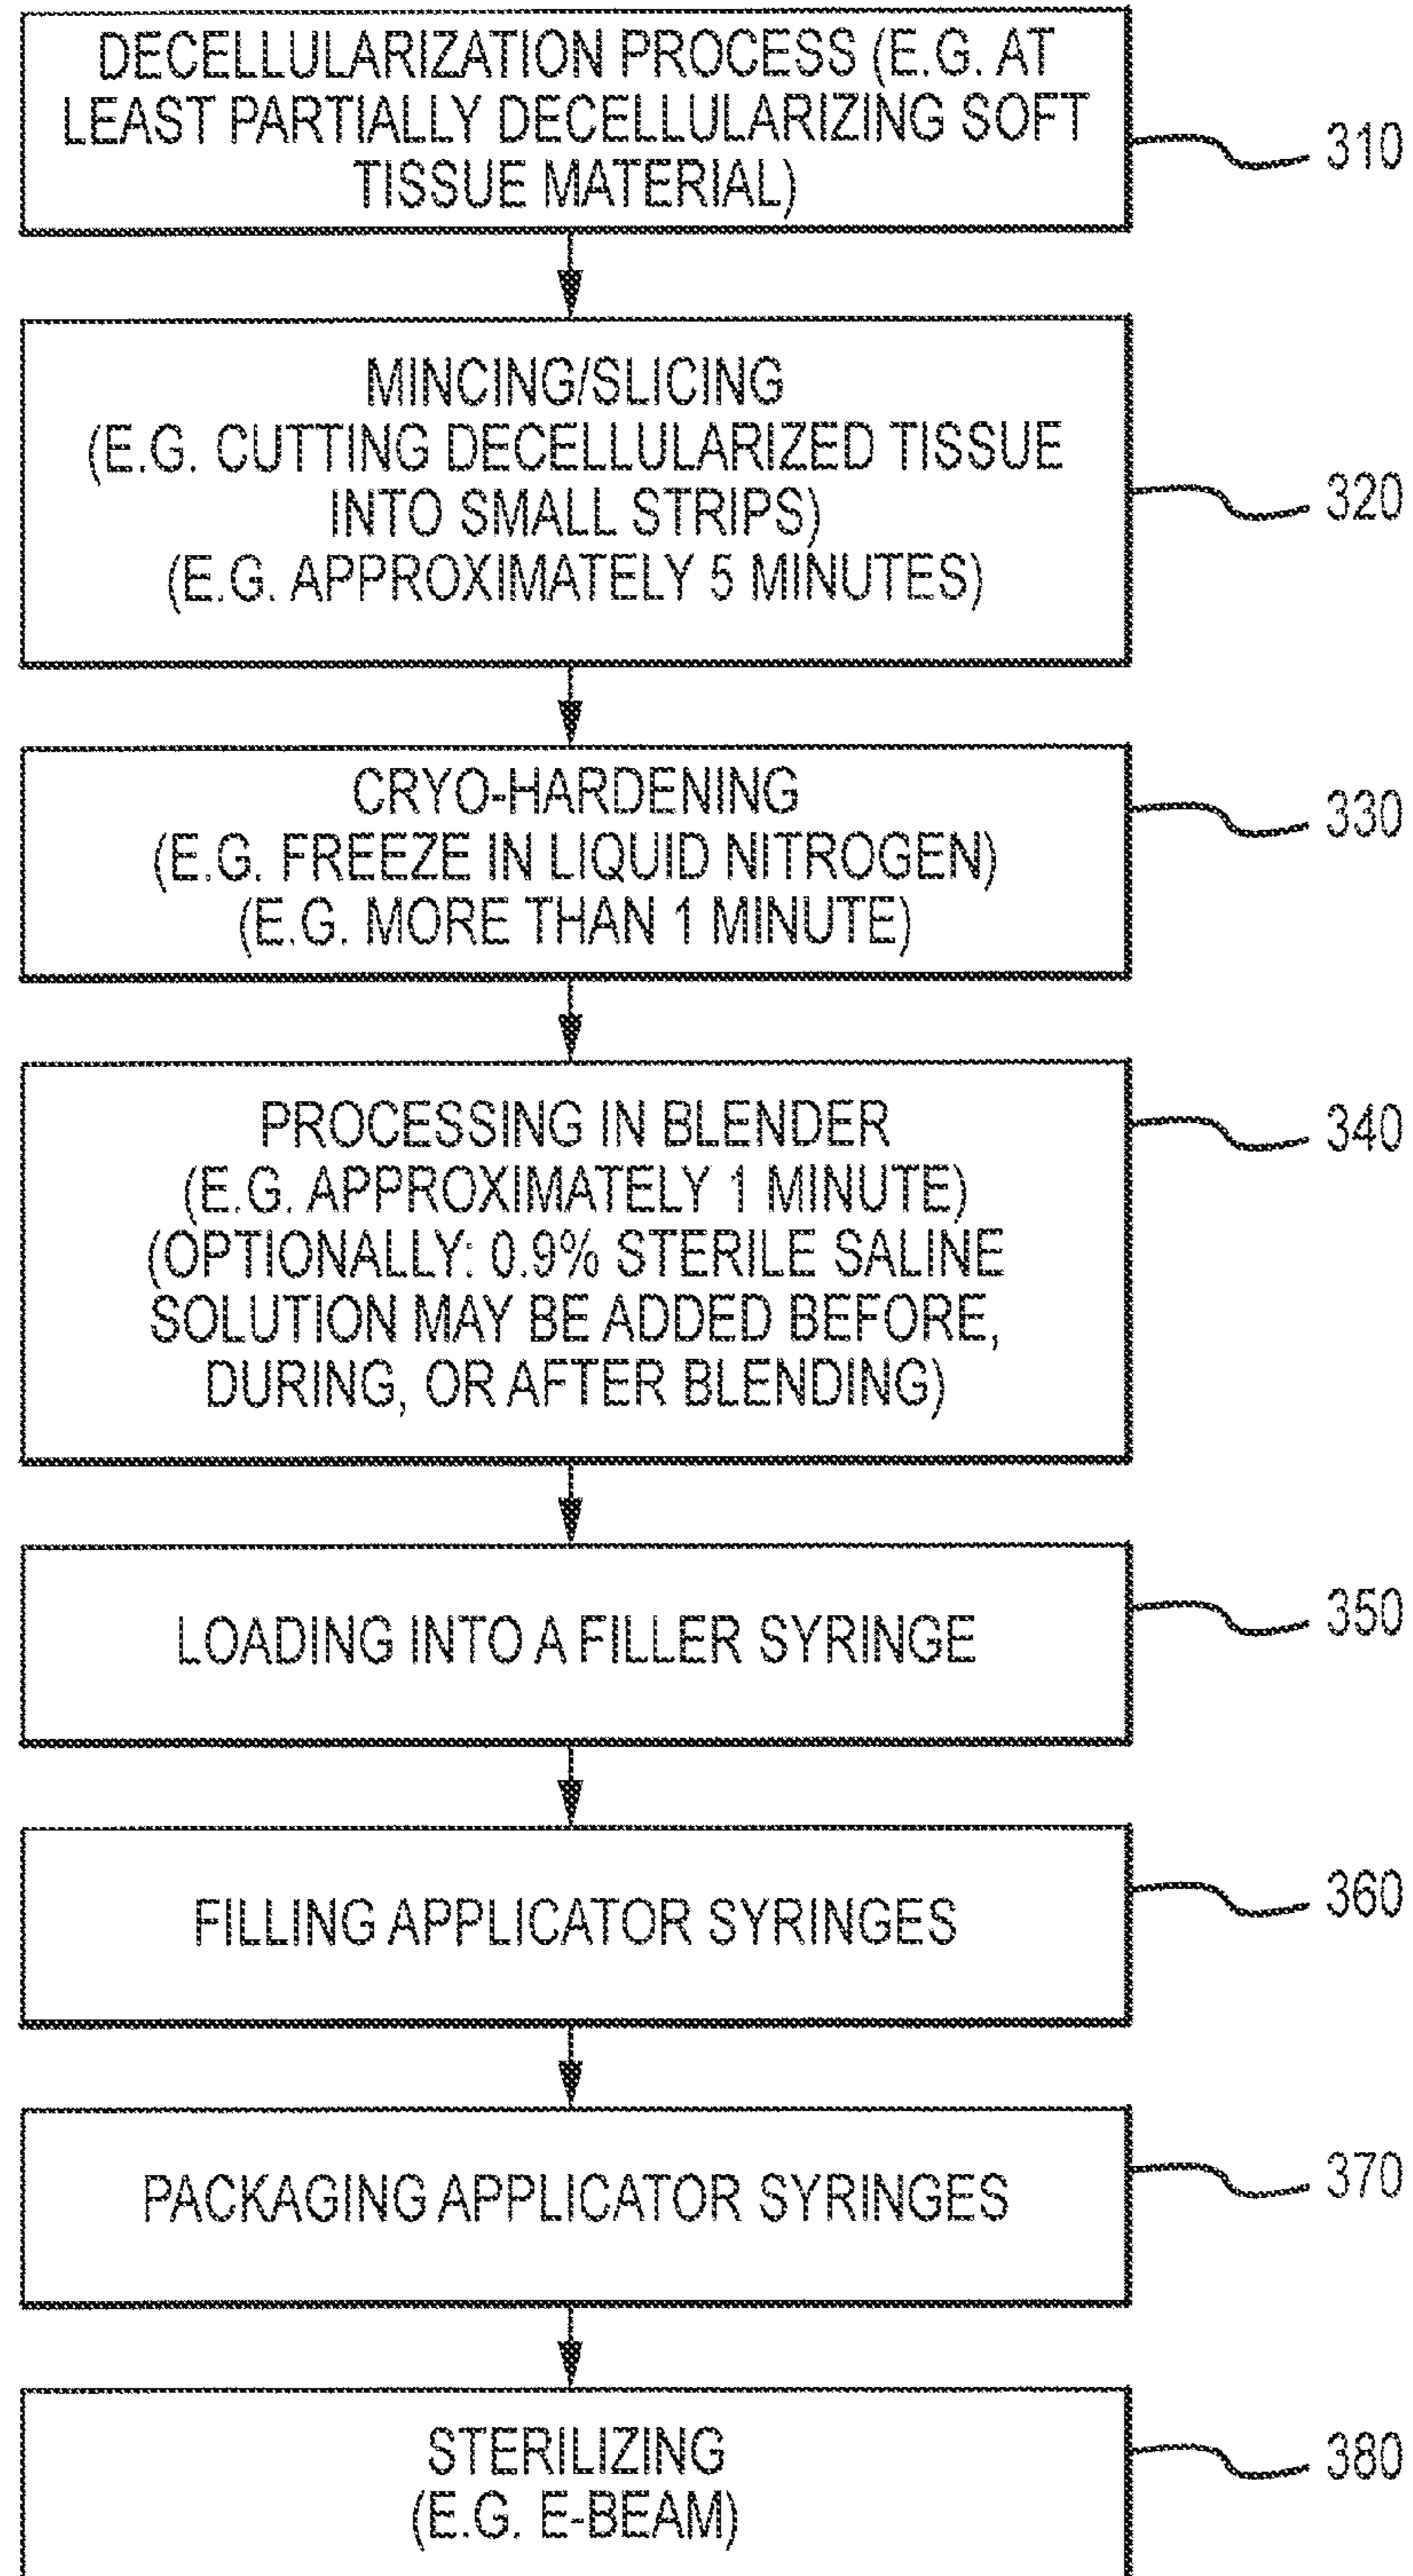 DECELLULARIZATION PROCESS (E.G. AT
LEAST PARTIALLY DECELLULARIZING SOFT
TISSUE MATERIAL)
310
MINCING/SLICING
(E.G. CUTTING DECELLULARIZED TISSUE
INTO SMALL STRIPS)
(E.G. APPROXIMATELY 5 MINUTES)
320
CRYO-HARDENING
(E.G. FREEZE IN LIQUID NITROGEN)
(E.G. MORE THAN 1 MINUTE)
330
PROCESSING IN BLENDER
(E.G. APPROXIMATELY 1 MINUTE)
(OPTIONALLY: 0.9% STERILE SALINE
SOLUTION MAY BE ADDED BEFORE,
DURING, OR AFTER BLENDING)
340
LOADING INTO A FILLER SYRINGE
350
FILLING APPLICATOR SYRINGES
360
PACKAGING APPLICATOR SYRINGES
370
STERILIZING
(E.G. E-BEAM)
380